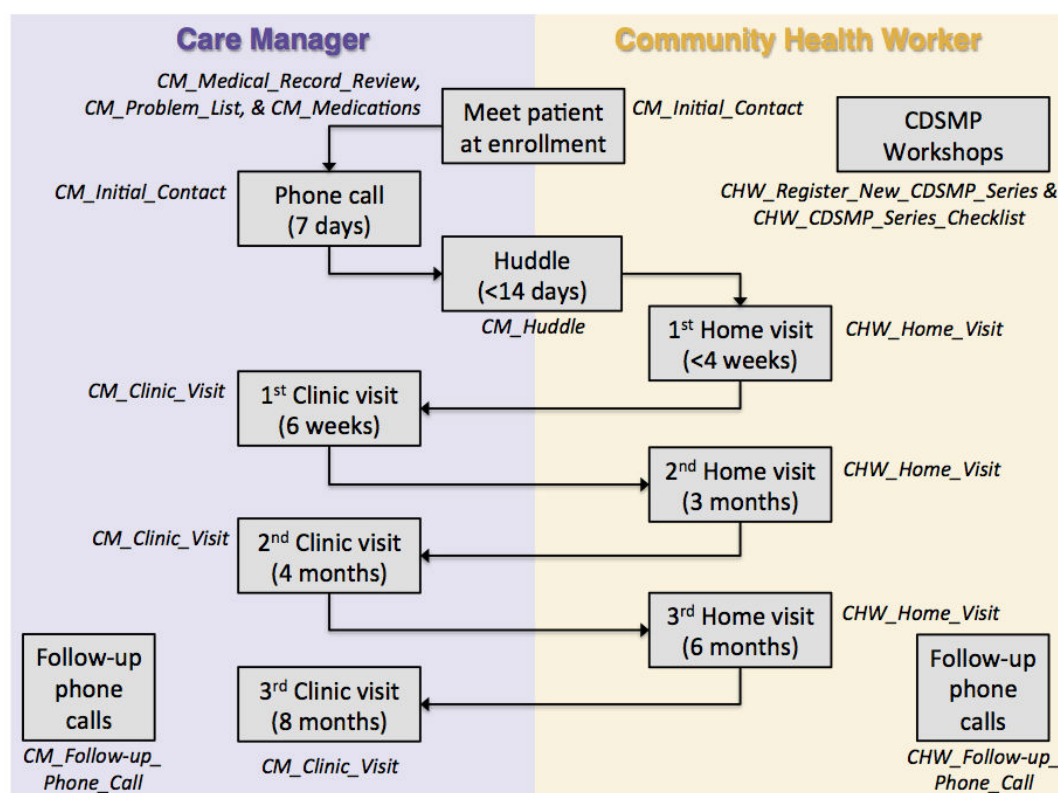 Care Manager
Community Health Worker
CM_Medical_Record_Review,
CM_Problem_List, & CM_Medications
Meet patient
at enrollment
CM_Initial_Contact
CDSMP
Workshops
CHW_Register_New_CDSMP_Series &
CHW_CDSMP_Series_Checklist
CM_Initial_Contact
Phone call
(7 days)
Huddle
(<14 days)
CM_Huddle
1st Home visit
(<4 weeks)
CHW_Home_Visit
CM_Clinic_Visit
1st Clinic visit
(6 weeks)
2nd Home visit
(3 months)
CHW_Home_Visit
CM_Clinic_Visit
2nd Clinic visit
(4 months)
3rd Home visit
(6 months)
CHW_Home_Visit
Follow-up
phone
calls
CM_Follow-up_
Phone_Call
3rd Clinic visit
(8 months)
CM_Clinic_Visit
Follow-up
phone
calls
CHW_Follow-up_
Phone_Call